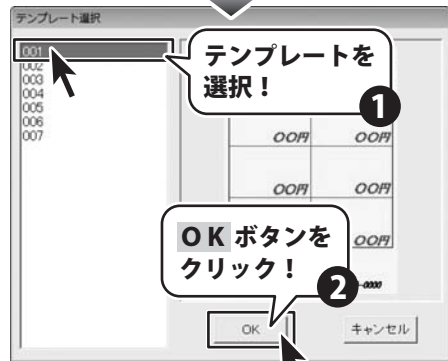 テンプレート選択
001
002
003
004
005
006
007
テンプレートを
選択！
1
〇〇円 〇〇円
〇〇円 〇〇円
〇〇円
OKボタンを
クリック！
2
-0000
OK キャンセル